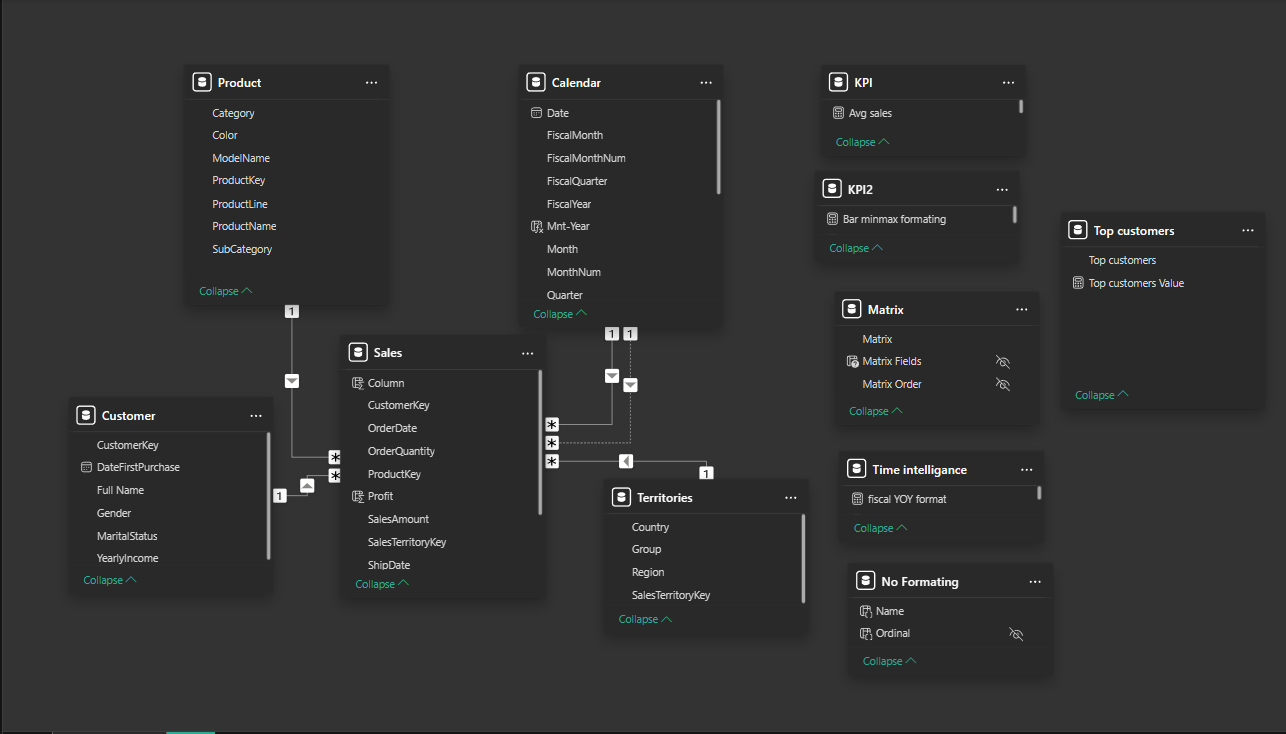 Product
Category
Color
ModelName
ProductKey
ProductLine
ProductName
SubCategory
Collapse
1
*
Calendar
Date
FiscalMonth
FiscalMonthNum
FiscalQuarter
FiscalYear
Mnt-Year
Month
MonthNum
Quarter
Collapse
1
1
*
*
Customer
CustomerKey
DateFirstPurchase
Full Name
Gender
MaritalStatus
YearlyIncome
Collapse
1
*
Sales
Column
CustomerKey
OrderDate
OrderQuantity
ProductKey
Profit
SalesAmount
SalesTerritoryKey
ShipDate
Collapse
*
1
Territories
Country
Group
Region
SalesTerritoryKey
Collapse
KPI
Avg sales
Collapse
KPI2
Bar minmax formating
Collapse
Matrix
Matrix
Matrix Fields
Matrix Order
Collapse
Time intelligance
fiscal YOY format
Collapse
No Formating
Name
Ordinal
Collapse
Top customers
Top customers
Top customers Value
Collapse